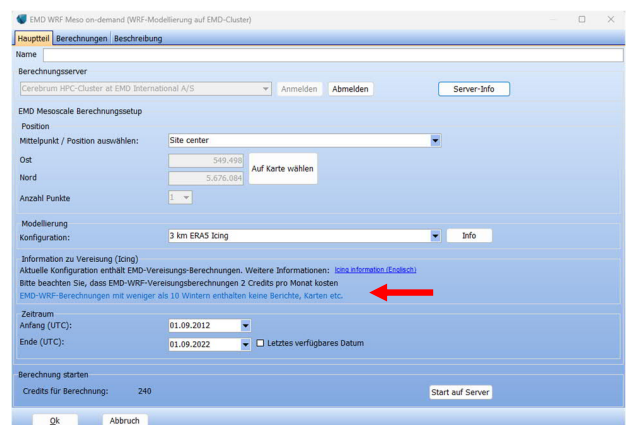 EMD WRF Meso on-demand (WRF-Modellierung auf EMD-Cluster)
Hauptteil Berechnungen Beschreibung
Name
Berechnungsserver
Cerebrum HPC-Cluster at EMD International A/S Anmelden Abmelden Server-Info
EMD Mesoscale Berechnungssetup
Position
Mittelpunkt / Position auswählen: Site center
Ost 549.498
Auf Karte wählen
Nord 5.676.084
Anzahl Punkte 1
Modellierung
Konfiguration: 3 km ERA5 Icing Info
Information zu Vereisung (Icing)
Aktuelle Konfiguration enthält EMD-Vereisungs-Berechnungen. Weitere Informationen: Icing information (Englisch)
Bitte beachten Sie, dass EMD-WRF-Vereisungsberechnungen 2 Credits pro Monat kosten
EMD-WRF-Berechnungen mit weniger als 10 Wintern enthalten keine Berichte, Karten etc.
Zeitraum
Anfang (UTC): 01.09.2012
Ende (UTC): 01.09.2022 Letztes verfügbares Datum
Berechnung starten
Credits für Berechnung: 240 Start auf Server
Ok Abbruch